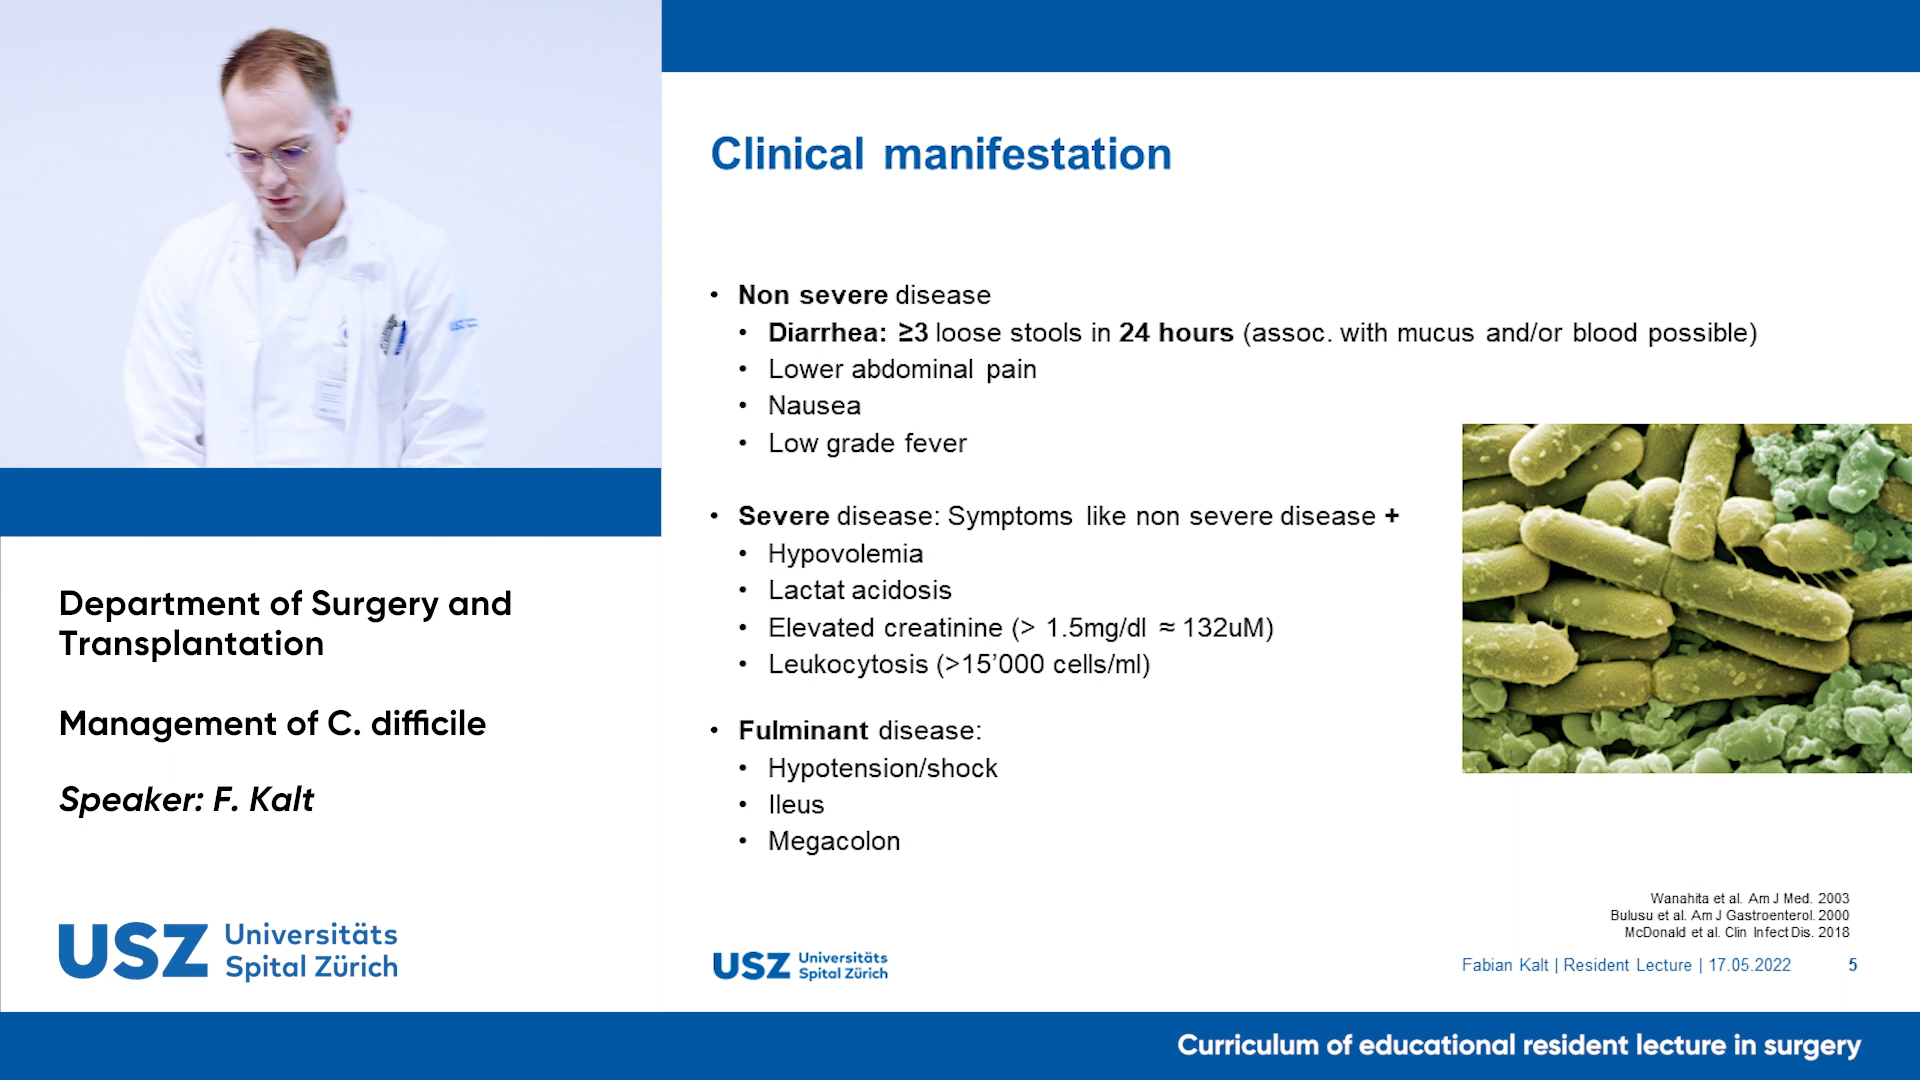 Clinical manifestation
• Non severe disease
• Diarrhea: ≥3 loose stools in 24 hours (assoc. with mucus and/or blood possible)
• Lower abdominal pain
• Nausea
• Low grade fever
• Severe disease: Symptoms like non severe disease +
• Hypovolemia
• Lactat acidosis
• Elevated creatinine (> 1.5mg/dl ≈ 132uM)
• Leukocytosis (>15’000 cells/ml)
• Fulminant disease:
• Hypotension/shock
• Ileus
• Megacolon
Wanahita et al. Am J Med. 2003
Bulusu et al. Am J Gastroenterol. 2000
McDonald et al. Clin Infect Dis. 2018
USZ Universitäts
Spital Zürich
Fabian Kalt | Resident Lecture | 17.05.2022 5
USZ
Department of Surgery and
Transplantation
Management of C. difficile
Speaker: F. Kalt
USZ Universitäts
Spital Zürich
Curriculum of educational resident lecture in surgery